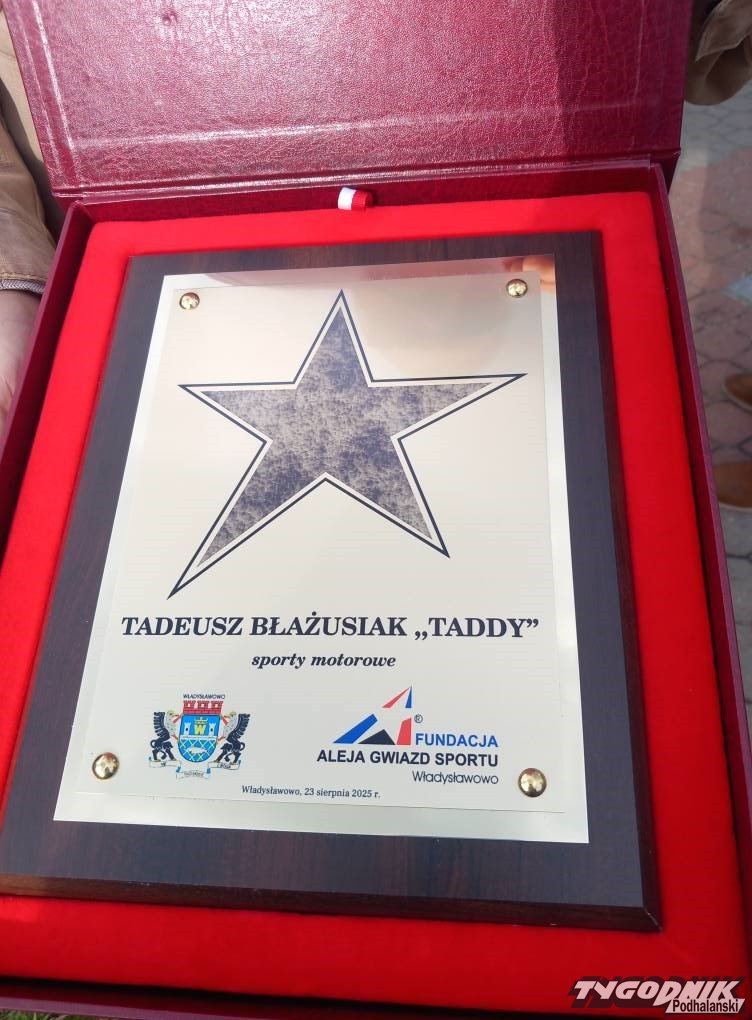 TADEUSZ BŁAŻUSIAK „TADDY”
sporty motorowe
WŁADYSŁAWOWO
W
®
FUNDACJA
ALEJA GWIAZD SPORTU
Władysławowo
Władysławowo, 23 sierpnia 2025 r.
TYGODNIK
Podhalański